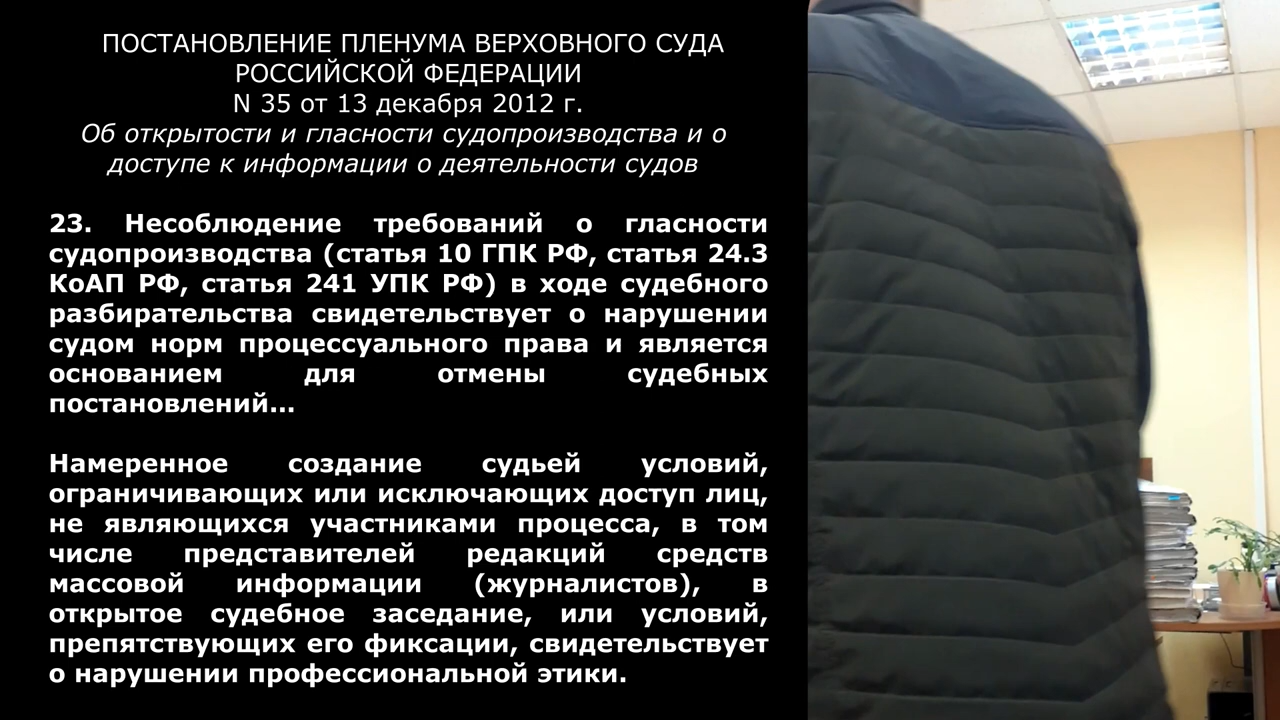 ПОСТАНОВЛЕНИЕ ПЛЕНУМА ВЕРХОВНОГО СУДА
РОССИЙСКОЙ ФЕДЕРАЦИИ
N 35 от 13 декабря 2012 г.
Об открытости и гласности судопроизводства и о
доступе к информации о деятельности судов
23. Несоблюдение требований о гласности
судопроизводства (статья 10 ГПК РФ, статья 24.3
КоАП РФ, статья 241 УПК РФ) в ходе судебного
разбирательства свидетельствует о нарушении
судом норм процессуального права и является
основанием для отмены судебных
постановлений...
Намеренное создание судьей условий,
ограничивающих или исключающих доступ лиц,
не являющихся участниками процесса, в том
числе представителей редакций средств
массовой информации (журналистов), в
открытое судебное заседание, или условий,
препятствующих его фиксации, свидетельствует
о нарушении профессиональной этики.